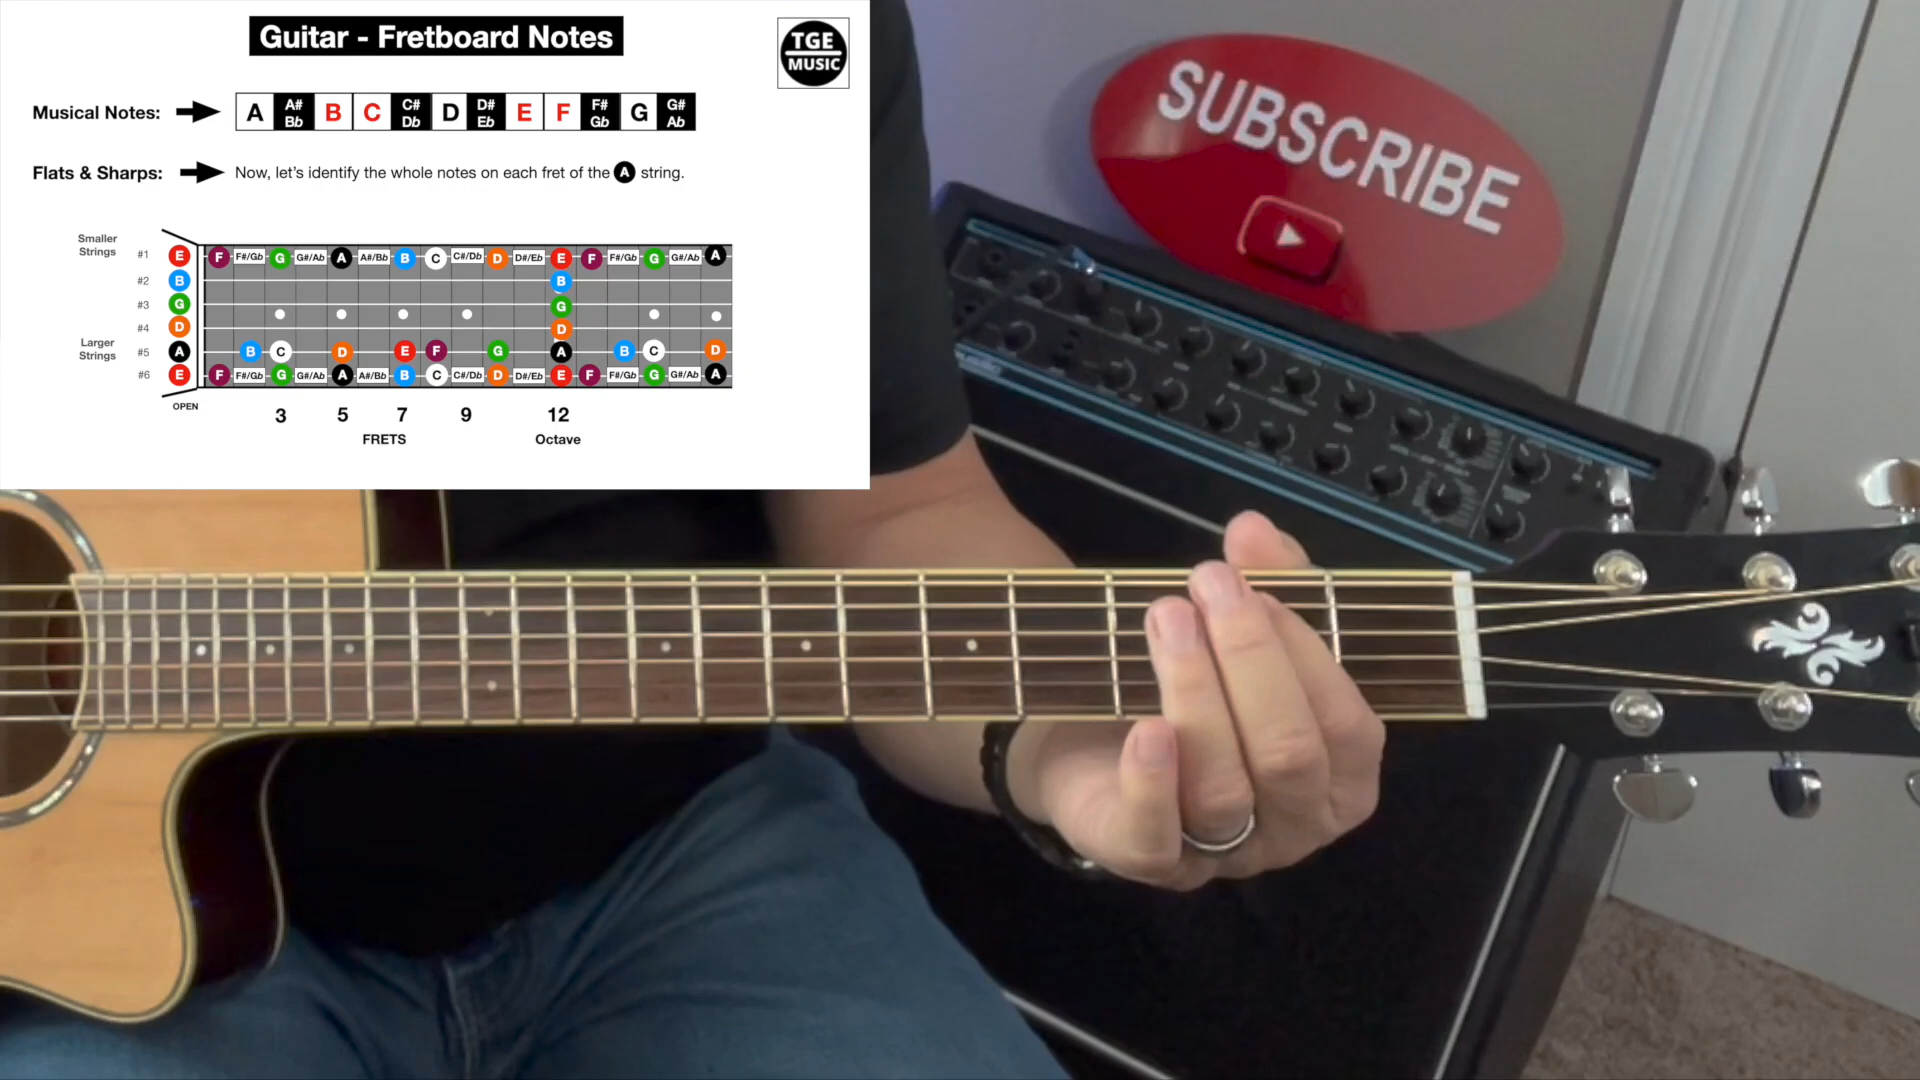 Guitar - Fretboard Notes
TGE
MUSIC
Musical Notes: A A# Bb B C C# Db D D# Eb E F F# Gb G G# Ab
Flats & Sharps: Now, let's identify the whole notes on each fret of the A string.
Smaller
Strings
#1 E F F#/Gb G G#/Ab A A#/Bb B C C#/Db D D#/Eb E F F#/Gb G G#/Ab A
#2 B B
#3 G G
#4 D D
Larger
Strings
#5 A B C D E F G A B C D
#6 E F F#/Gb G G#/Ab A A#/Bb B C C#/Db D D#/Eb E F F#/Gb G G#/Ab A
OPEN 3 5 7 9 12
FRETS Octave
SUBSCRIBE